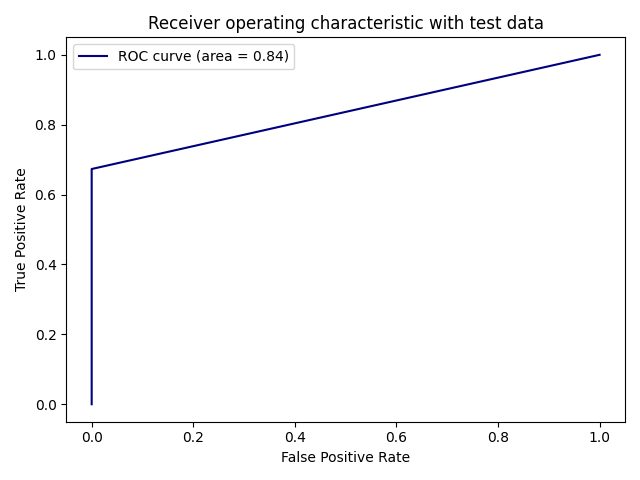 Receiver operating characteristic with test data
ROC curve (area = 0.84)
1.0
0.8
0.6
0.4
0.2
0.0
True Positive Rate
0.0 0.2 0.4 0.6 0.8 1.0
False Positive Rate